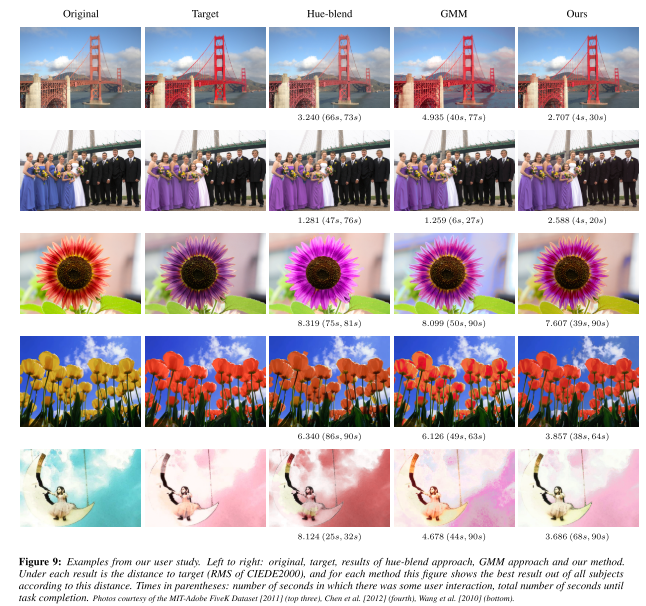 Original Target Hue-blend GMM Ours
3.240 (66s, 73s) 4.935 (40s, 77s) 2.707 (4s, 30s)
1.281 (47s, 76s) 1.259 (6s, 27s) 2.588 (4s, 20s)
8.319 (75s, 81s) 8.099 (50s, 90s) 7.607 (39s, 90s)
6.340 (86s, 90s) 6.126 (49s, 63s) 3.857 (38s, 64s)
8.124 (25s, 32s) 4.678 (44s, 90s) 3.686 (68s, 90s)
Figure 9: Examples from our user study. Left to right: original, target, results of hue-blend approach, GMM approach and our method.
Under each result is the distance to target (RMS of CIEDE2000), and for each method this figure shows the best result out of all subjects
according to this distance. Times in parentheses: number of seconds in which there was some user interaction, total number of seconds until
task completion. Photos courtesy of the MIT-Adobe FiveK Dataset [2011] (top three), Chen et al. [2012] (fourth), Wang et al. [2010] (bottom).